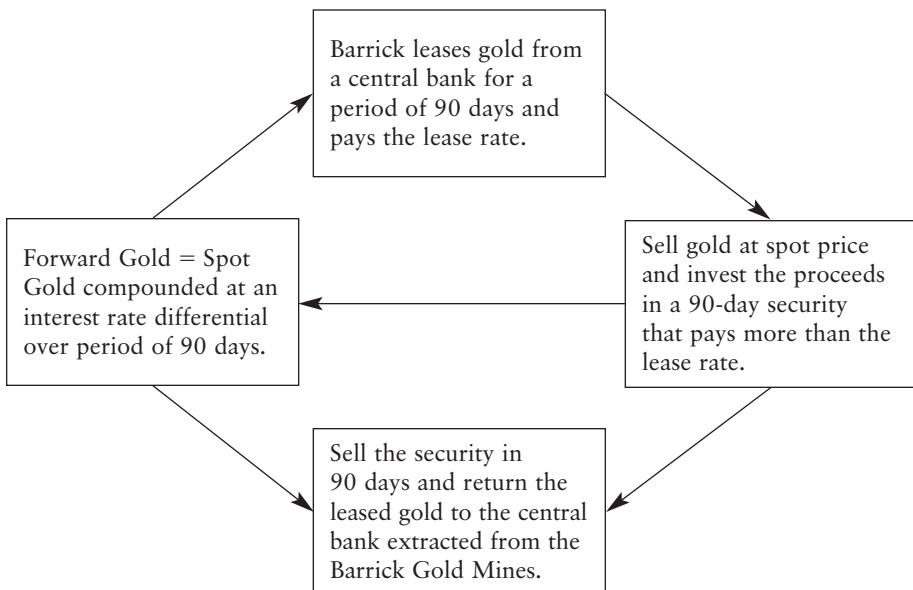 Barrick leases gold from
a central bank for a
period of 90 days and
pays the lease rate.
Forward Gold = Spot
Gold compounded at an
interest rate differential
over period of 90 days.
Sell gold at spot price
and invest the proceeds
in a 90-day security
that pays more than the
lease rate.
Sell the security in
90 days and return the
leased gold to the central
bank extracted from the
Barrick Gold Mines.